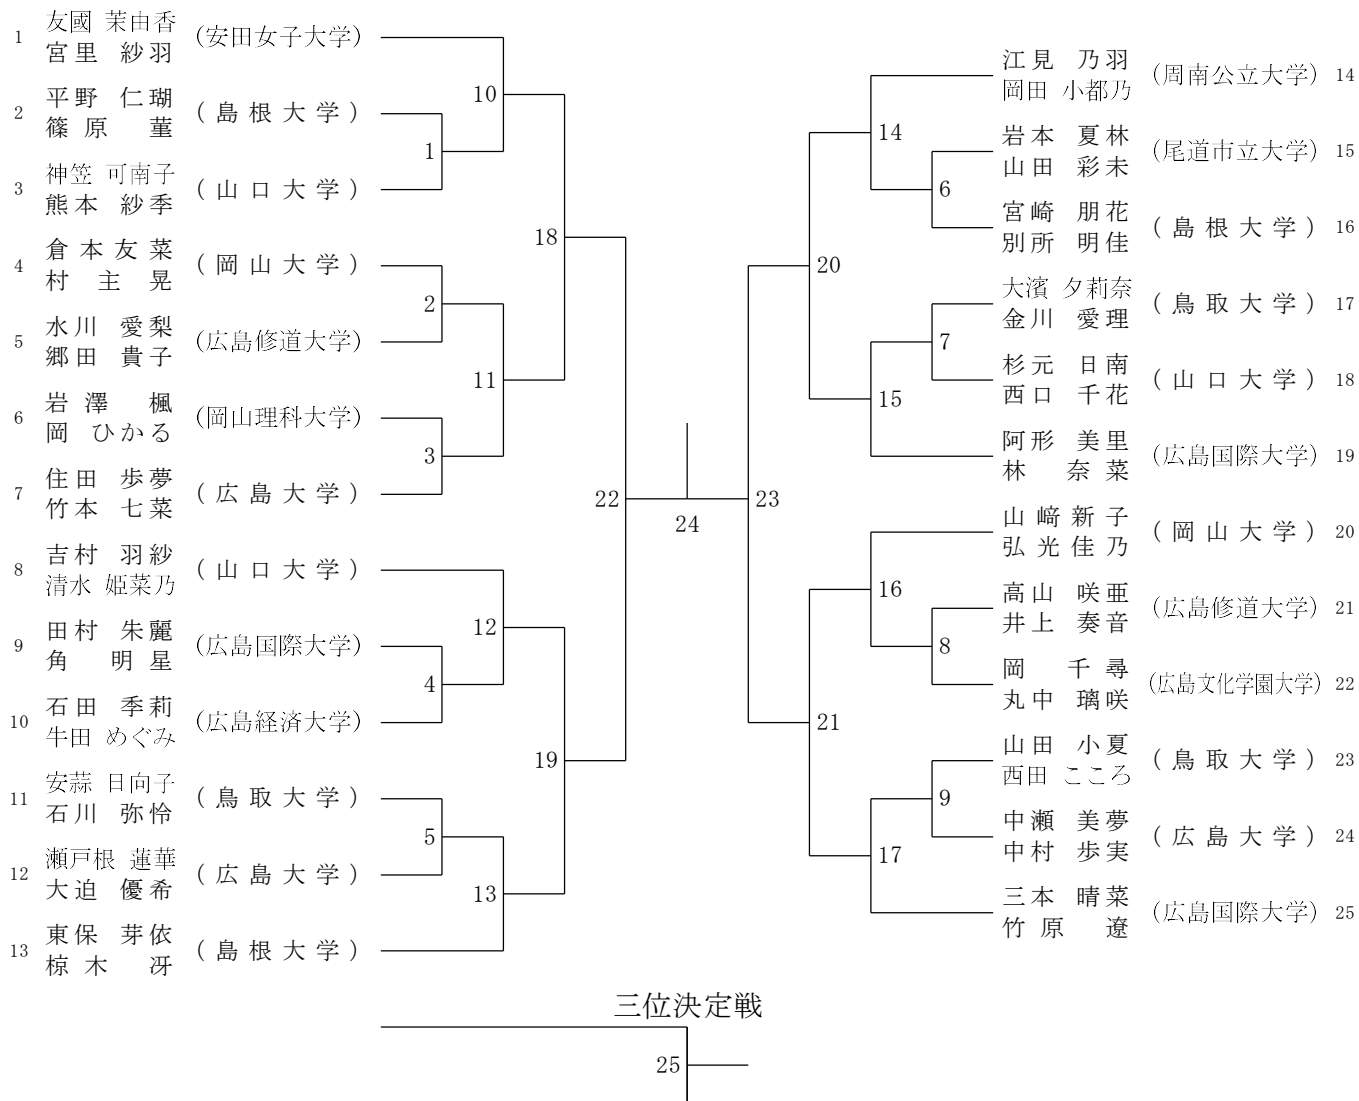 1 友國 茉由香 (安田女子大学)
宮里 紗羽
2 平野 仁瑚 (島根大学)
篠原 菫
3 神笠 可南子 (山口大学)
熊本 紗季
4 倉本友菜 (岡山大学)
村主 晃
5 水川 愛梨 (広島修道大学)
郷田 貴子
6 岩澤 楓 (岡山理科大学)
岡 ひかる
7 住田 歩夢 (広島大学)
竹本 七菜
8 吉村 羽紗 (山口大学)
清水 姫菜乃
9 田村 朱麗 (広島国際大学)
角 明星
10 石田 季莉 (広島経済大学)
牛田 めぐみ
11 安蒜 日向子 (鳥取大学)
石川 弥怜
12 瀬戸根 蓮華 (広島大学)
大迫 優希
13 東保 芽依 (島根大学)
椋木 冴
10
1
18
2
11
3
22
12
4
19
5
13
24
23
14
6
20
7
15
16
8
21
9
17
江見 乃羽 (周南公立大学) 14
岡田 小都乃
岩本 夏林 (尾道市立大学) 15
山田 彩未
宮崎 朋花 (島根大学) 16
別所 明佳
大濱 夕莉奈 (鳥取大学) 17
金川 愛理
杉元 日南 (山口大学) 18
西口 千花
阿形 美里 (広島国際大学) 19
林 奈菜
山﨑新子 (岡山大学) 20
弘光佳乃
高山 咲亜 (広島修道大学) 21
井上 奏音
岡 千尋 (広島文化学園大学) 22
丸中 璃咲
山田 小夏 (鳥取大学) 23
西田 こころ
中瀬 美夢 (広島大学) 24
中村 歩実
三本 晴菜 (広島国際大学) 25
竹原 遼
三位決定戦
25